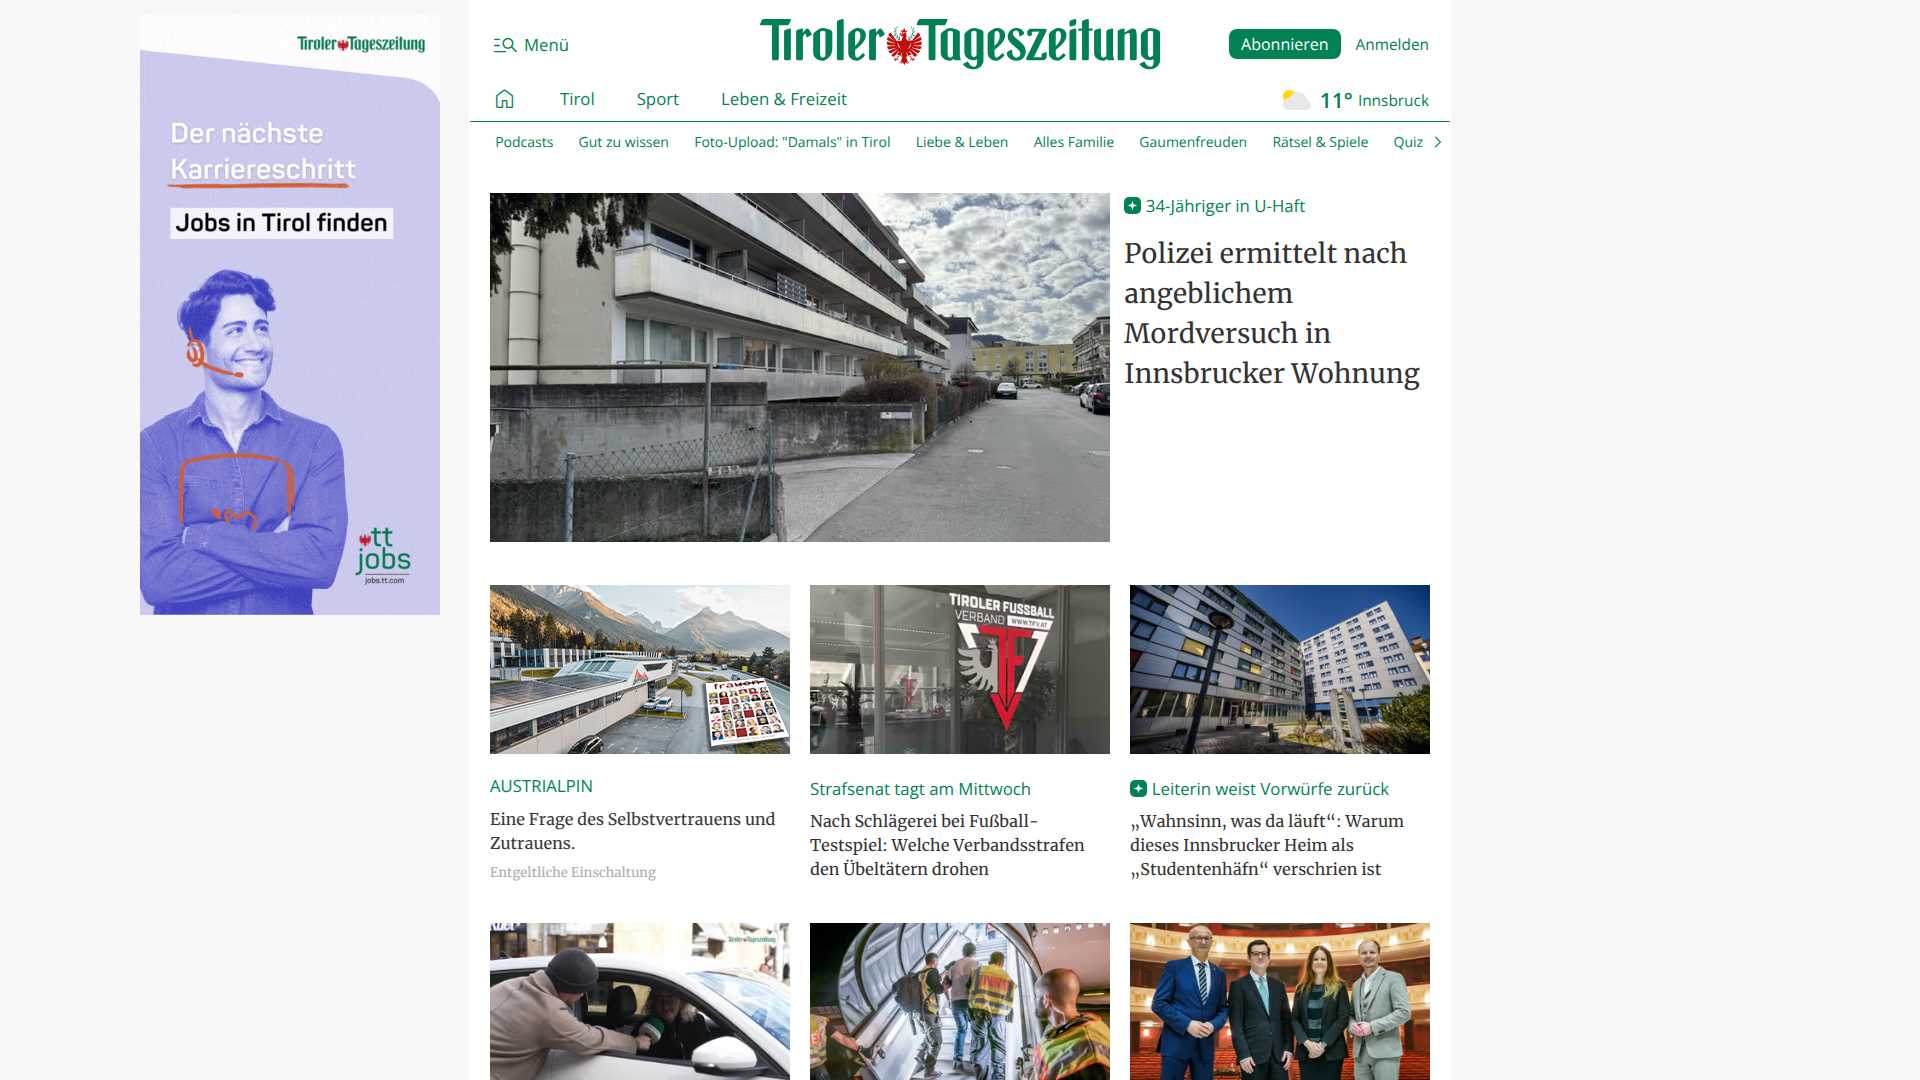 Tiroler Tageszeitung
Der nächste
Karriereschritt
Jobs in Tirol finden
tt
jobs
jobs.tt.com
Menü
Tiroler Tageszeitung
Abonnieren
Anmelden
Tirol
Sport
Leben & Freizeit
11° Innsbruck
Podcasts
Gut zu wissen
Foto-Upload: "Damals" in Tirol
Liebe & Leben
Alles Familie
Gaumenfreuden
Rätsel & Spiele
Quiz
34-Jähriger in U-Haft
Polizei ermittelt nach
angeblichem
Mordversuch in
Innsbrucker Wohnung
frauen
TIROLER FUSSBALL
VERBAND WWW.TFV.AT
AUSTRIALPIN
Eine Frage des Selbstvertrauens und
Zutrauens.
Entgeltliche Einschaltung
Strafsenat tagt am Mittwoch
Nach Schlägerei bei Fußball-
Testspiel: Welche Verbandsstrafen
den Übeltätern drohen
Leiterin weist Vorwürfe zurück
„Wahnsinn, was da läuft“: Warum
dieses Innsbrucker Heim als
„Studentenhäfn“ verschrien ist
Tiroler Tageszeitung